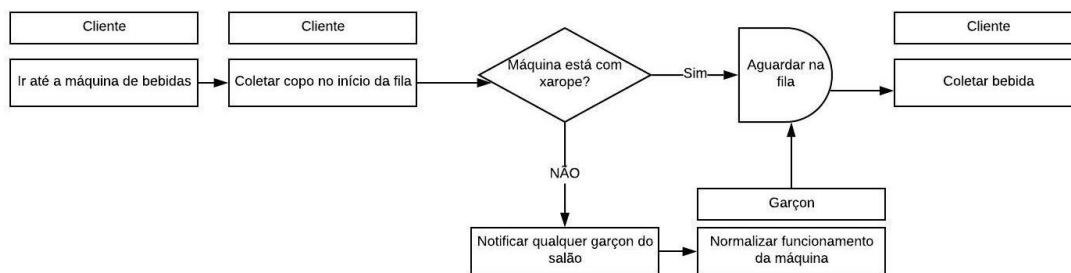 Cliente
Cliente
Cliente
Ir até a máquina de bebidas
Coletar copo no início da fila
Máquina está com
xarope?
Sim
Aguardar na
fila
Coletar bebida
NÃO
Garçon
Notificar qualquer garçon do
salão
Normalizar funcionamento
da máquina